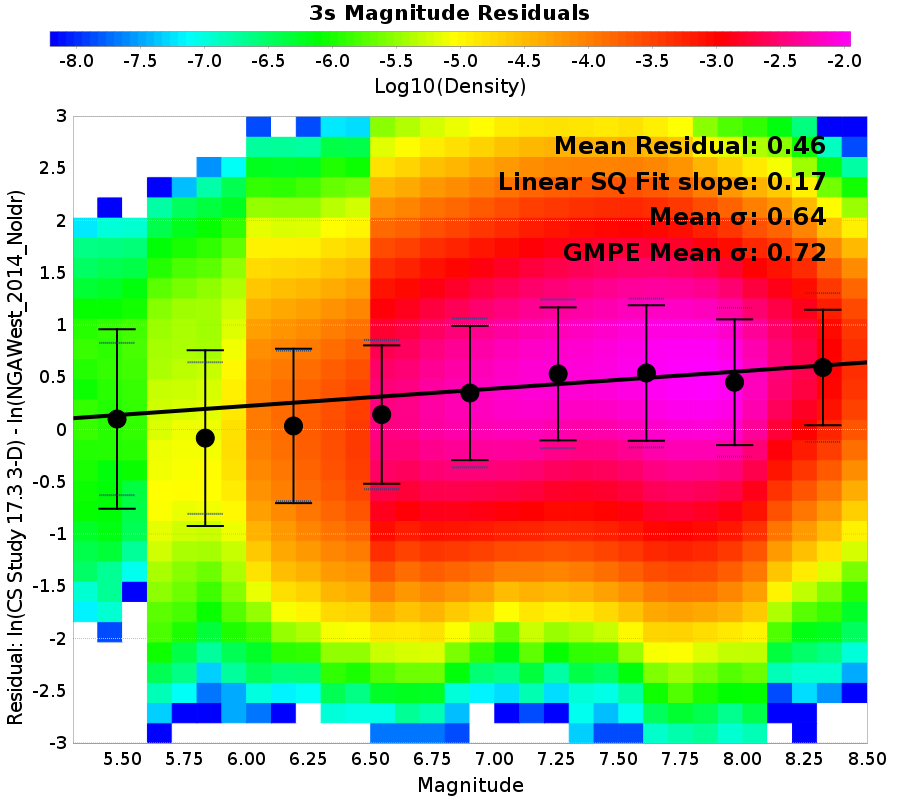 3s Magnitude Residuals
-8.0 -7.5 -7.0 -6.5 -6.0 -5.5 -5.0 -4.5 -4.0 -3.5 -3.0 -2.5 -2.0
Log10(Density)
Mean Residual: 0.46
Linear SQ Fit slope: 0.17
Mean σ: 0.64
GMPE Mean σ: 0.72
3
2.5
2
1.5
1
0.5
0
-0.5
-1
-1.5
-2
-2.5
-3
Residual: ln(CS Study 17.3 3-D) - ln(NGAWest_2014_NoIdr)
5.50 5.75 6.00 6.25 6.50 6.75 7.00 7.25 7.50 7.75 8.00 8.25 8.50
Magnitude